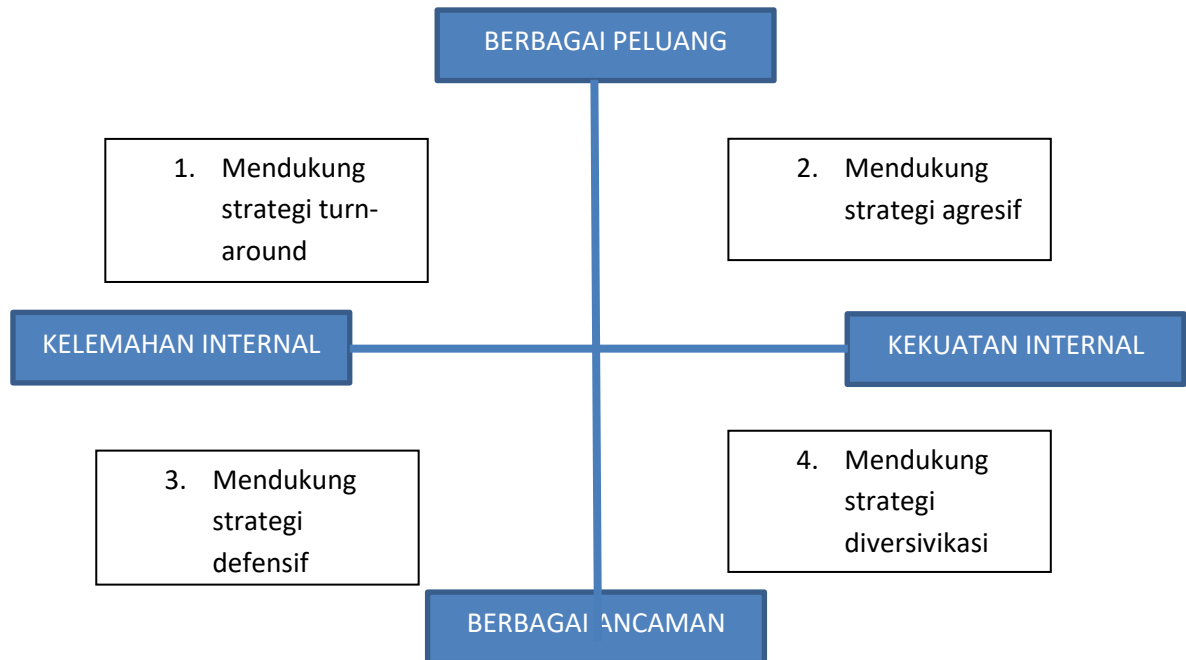 BERBAGAI PELUANG
1. Mendukung
strategi turn-
around
2. Mendukung
strategi agresif
KELEMAHAN INTERNAL
KEKUATAN INTERNAL
3. Mendukung
strategi
defensif
4. Mendukung
strategi
diversivikasi
BERBAGAI ANCAMAN